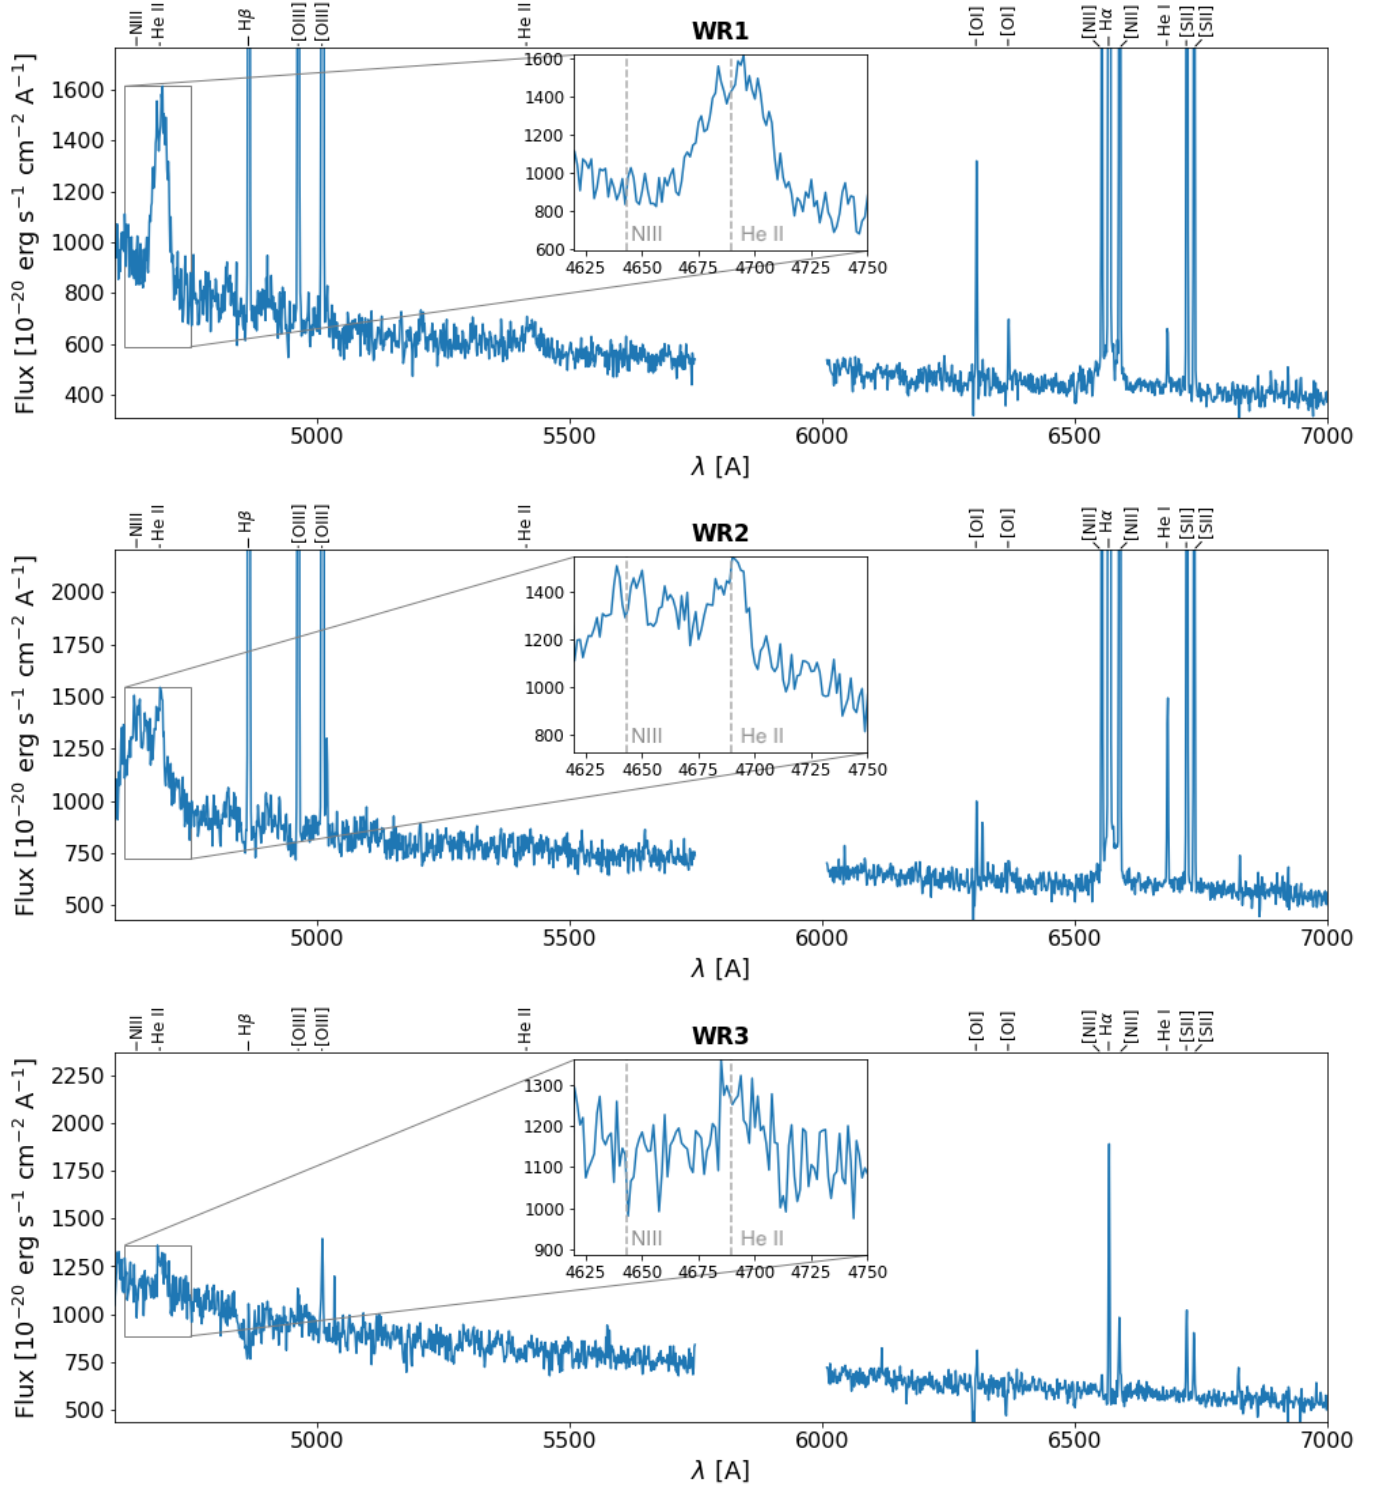 NIII He II Hβ [OIII] [OIII] He II WR1 [OI] [OI] [NII] Hα [NII] He I [SII] [SII]
Flux [10⁻²⁰ erg s⁻¹ cm⁻² A⁻¹]
1600
1400
1200
1000
800
600
400
1600
1400
1200
1000
800
600
NIII He II
4625 4650 4675 4700 4725 4750
5000 5500 6000 6500 7000
λ [A]
NIII He II Hβ [OIII] [OIII] He II WR2 [OI] [OI] [NII] Hα [NII] He I [SII] [SII]
Flux [10⁻²⁰ erg s⁻¹ cm⁻² A⁻¹]
2000
1750
1500
1250
1000
750
500
1400
1200
1000
800
NIII He II
4625 4650 4675 4700 4725 4750
5000 5500 6000 6500 7000
λ [A]
NIII He II Hβ [OIII] [OIII] He II WR3 [OI] [OI] [NII] Hα [NII] He I [SII] [SII]
Flux [10⁻²⁰ erg s⁻¹ cm⁻² A⁻¹]
2250
2000
1750
1500
1250
1000
750
500
1300
1200
1100
1000
900
NIII He II
4625 4650 4675 4700 4725 4750
5000 5500 6000 6500 7000
λ [A]